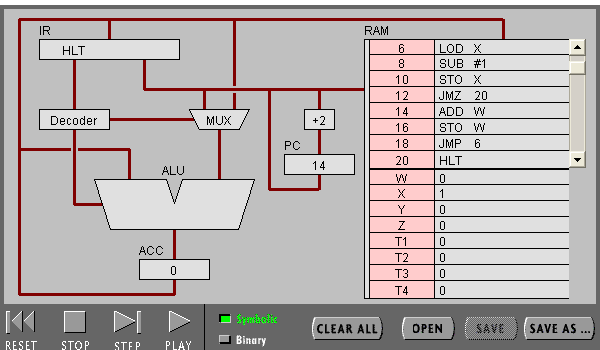 IR
HLT
Decoder
MUX
+2
PC
14
ALU
ACC
0
RAM
6 LOD X
8 SUB #1
10 STO X
12 JMZ 20
14 ADD W
16 STO W
18 JMP 6
20 HLT
W 0
X 1
Y 0
Z 0
T1 0
T2 0
T3 0
T4 0
RESET STOP STEP PLAY
Symbolic
Binary
CLEAR ALL OPEN SAVE SAVE AS ...